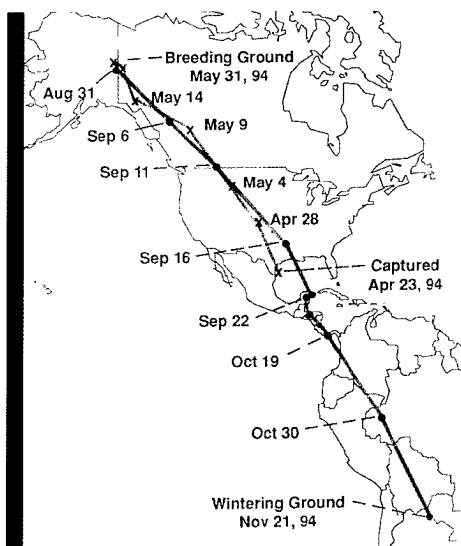 Breeding Ground
May 31, 94
Aug 31
May 14
Sep 6
May 9
Sep 11
May 4
Apr 28
Sep 16
Captured
Apr 23, 94
Sep 22
Oct 19
Oct 30
Wintering Ground
Nov 21, 94